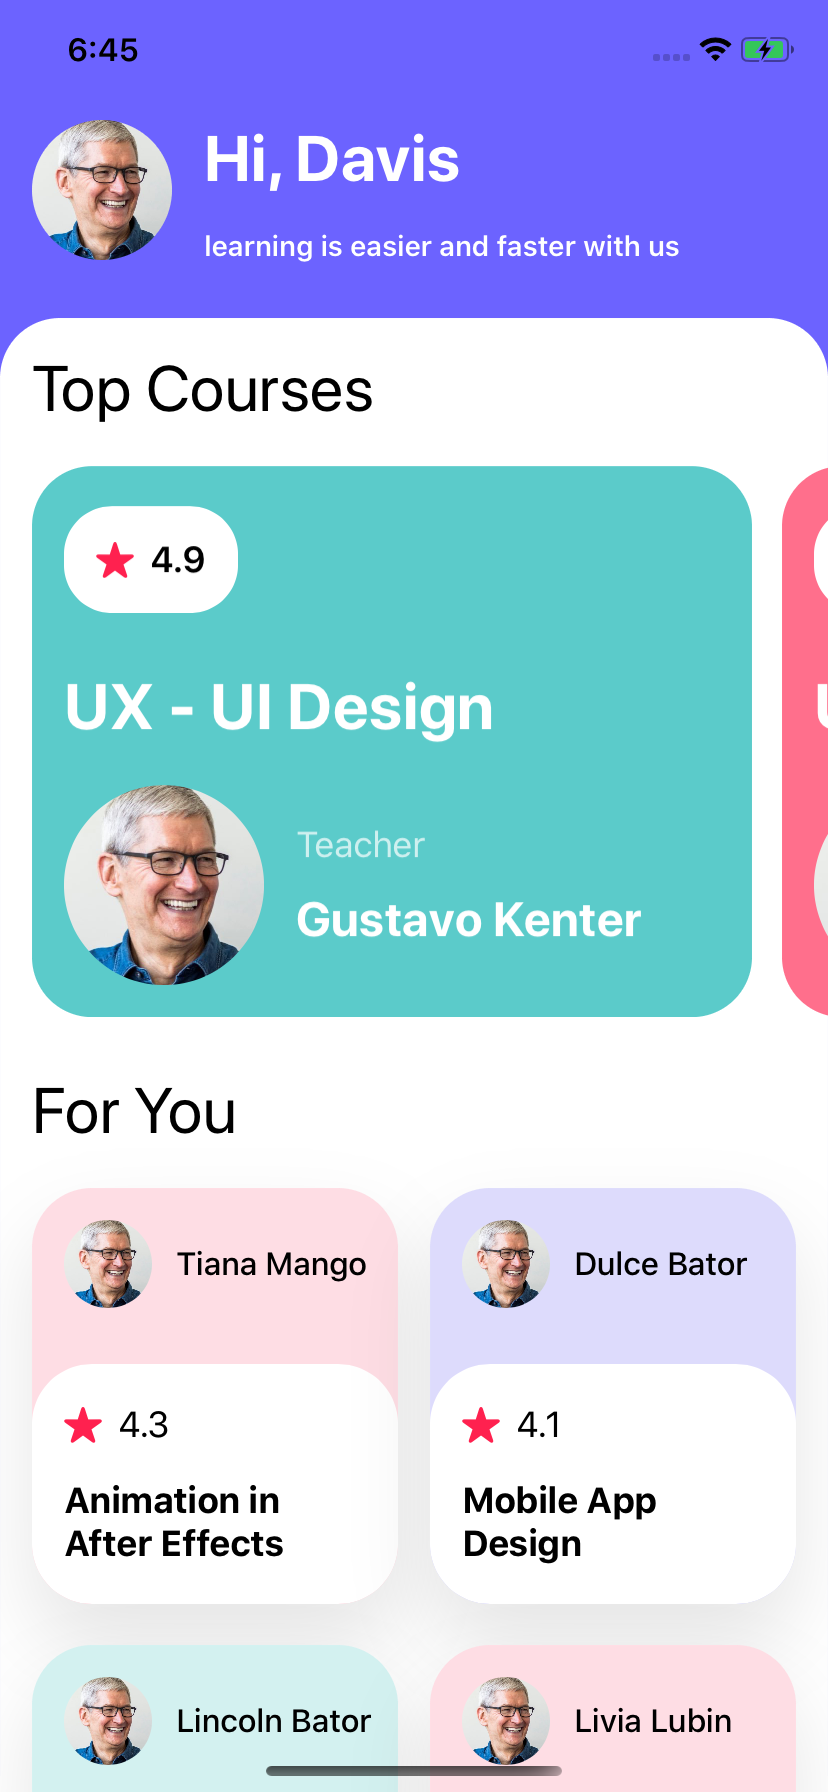 6:45
Hi, Davis
learning is easier and faster with us
Top Courses
4.9
UX - UI Design
Teacher
Gustavo Kenter
For You
Tiana Mango
4.3
Animation in
After Effects
Dulce Bator
4.1
Mobile App
Design
Lincoln Bator
Livia Lubin